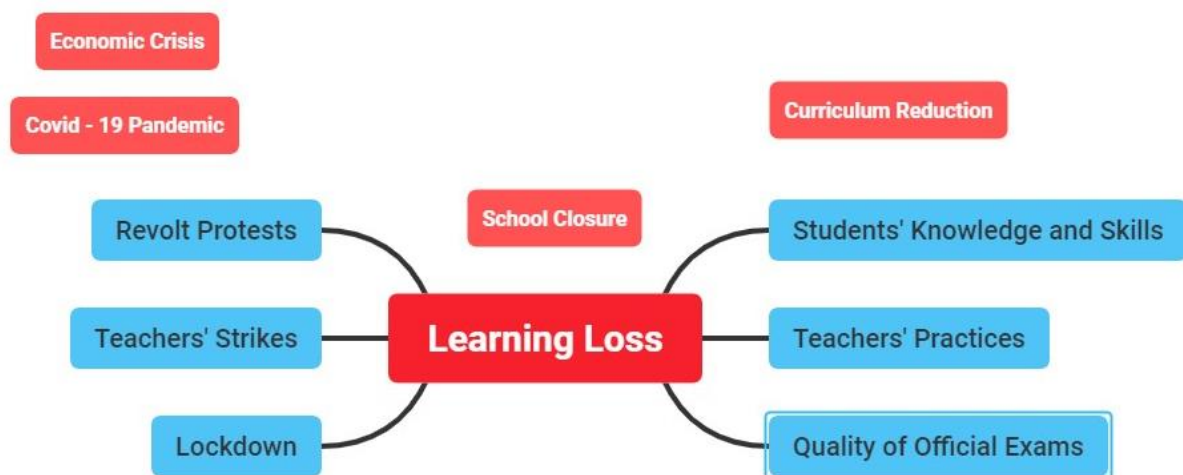 Economic Crisis
Covid - 19 Pandemic
Curriculum Reduction
School Closure
Revolt Protests
Students' Knowledge and Skills
Teachers' Strikes
Learning Loss
Teachers' Practices
Lockdown
Quality of Official Exams